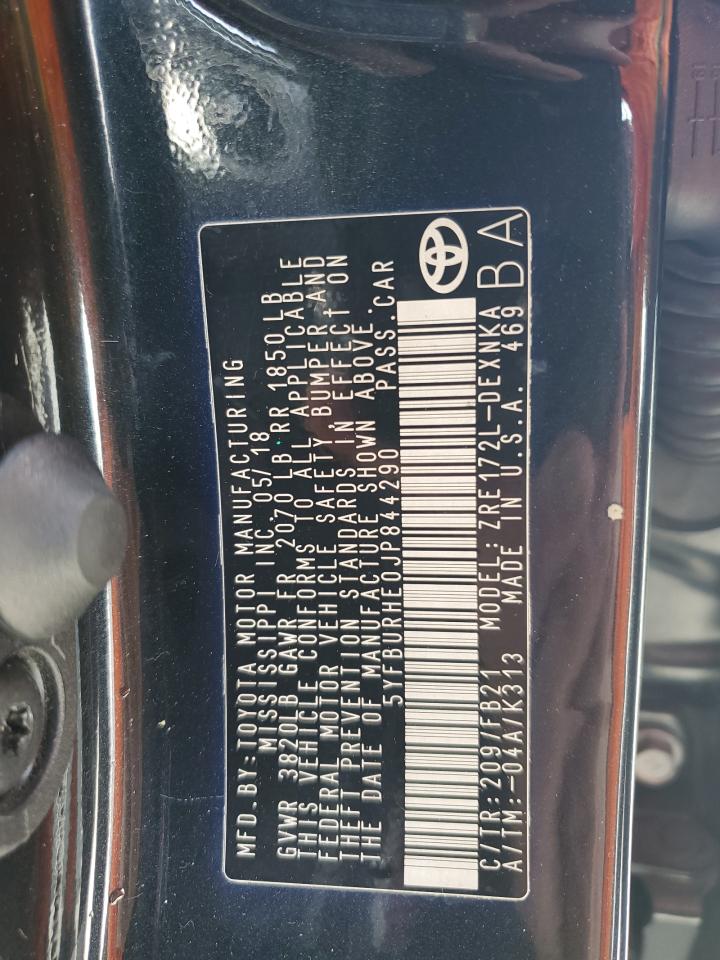 MFD.BY:TOYOTA MOTOR MANUFACTURING
MISSISSIPPI INC.05/18
GVWR 3820LB GAWR FR 2070 LB RR 1850LB
THIS VEHICLE CONFORMS TO ALL APPLICABLE
FEDERAL MOTOR VEHICLE SAFETY,BUMPER,AND
THEFT PREVENTION STANDARDS IN EFFECT ON
THE DATE OF MANUFACTURE SHOWN ABOVE.
5YFBURHE0JP844290 PASS.CAR
C/TR:209/FB21 MODEL:ZRE172L-DEXNKA
A/TM:-04A/K313 MADE IN U.S.A. 469
BA